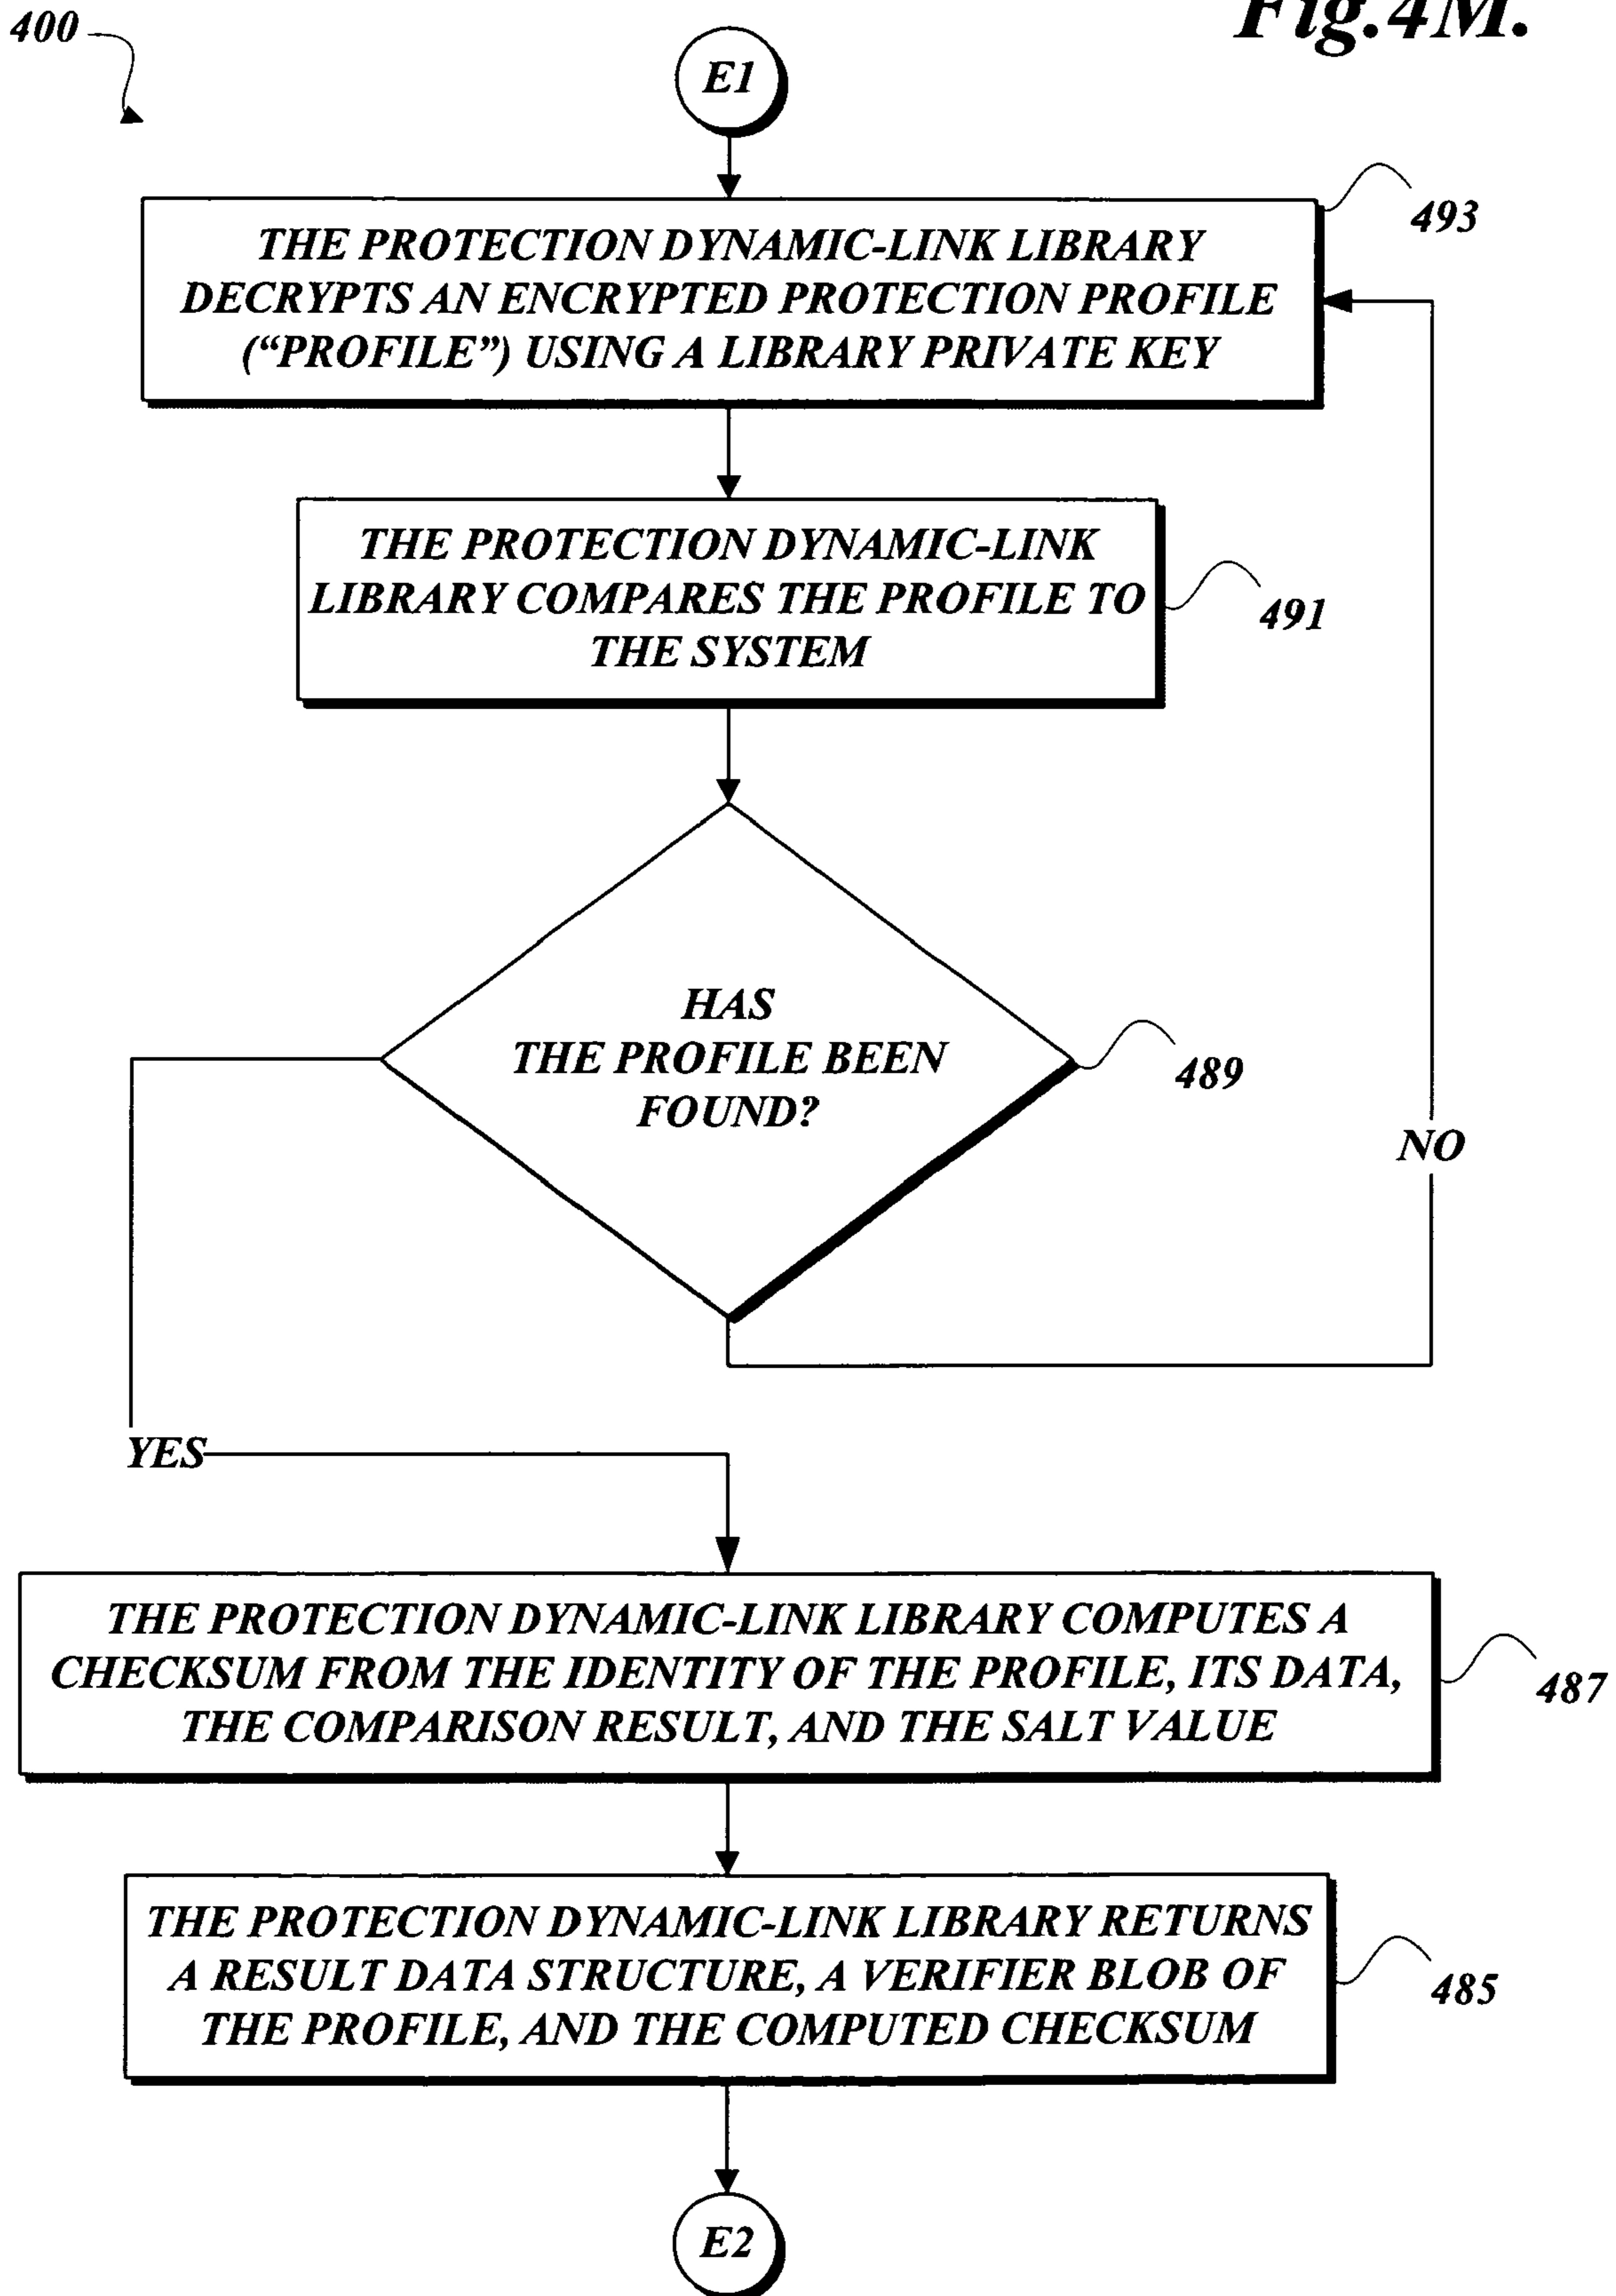 400
Fig.4M.
E1
493
THE PROTECTION DYNAMIC-LINK LIBRARY
DECRYPTS AN ENCRYPTED PROTECTION PROFILE
(“PROFILE”) USING A LIBRARY PRIVATE KEY
THE PROTECTION DYNAMIC-LINK
LIBRARY COMPARES THE PROFILE TO
THE SYSTEM
491
HAS
THE PROFILE BEEN
FOUND?
489
NO
YES
THE PROTECTION DYNAMIC-LINK LIBRARY COMPUTES A
CHECKSUM FROM THE IDENTITY OF THE PROFILE, ITS DATA,
THE COMPARISON RESULT, AND THE SALT VALUE
487
THE PROTECTION DYNAMIC-LINK LIBRARY RETURNS
A RESULT DATA STRUCTURE, A VERIFIER BLOB OF
THE PROFILE, AND THE COMPUTED CHECKSUM
485
E2